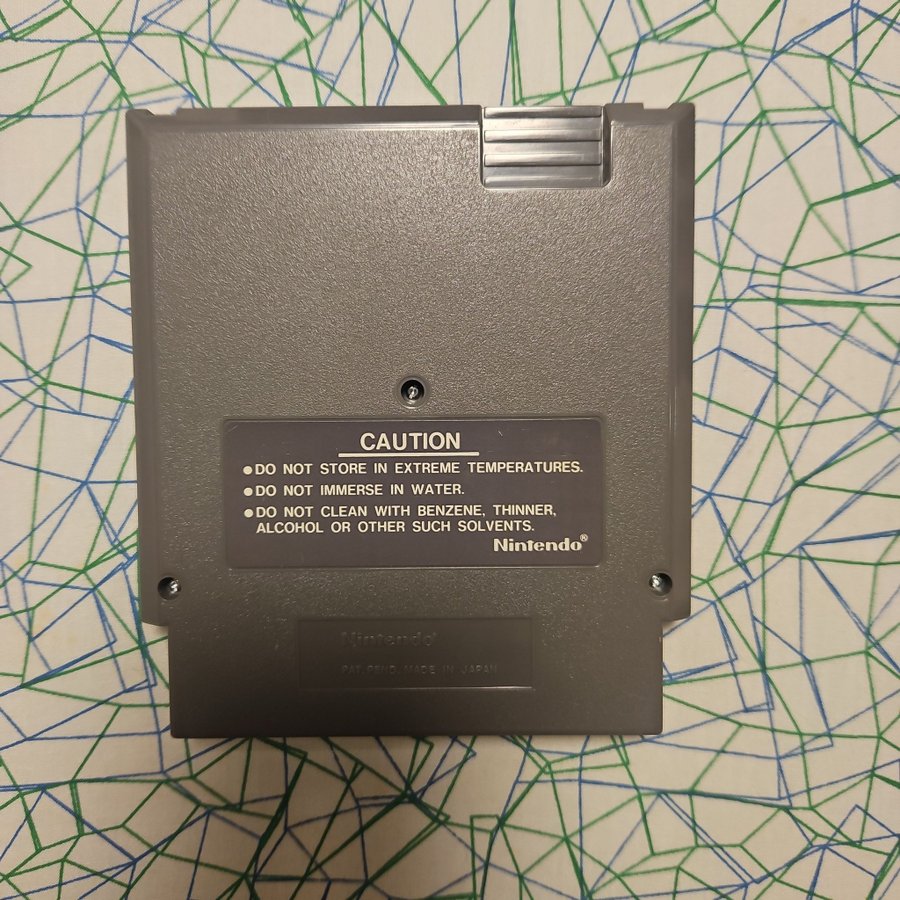 CAUTION
●DO NOT STORE IN EXTREME TEMPERATURES.
●DO NOT IMMERSE IN WATER.
●DO NOT CLEAN WITH BENZENE, THINNER,
ALCOHOL OR OTHER SUCH SOLVENTS.
Nintendo®
Nintendo®
PAT. PEND. MADE IN JAPAN